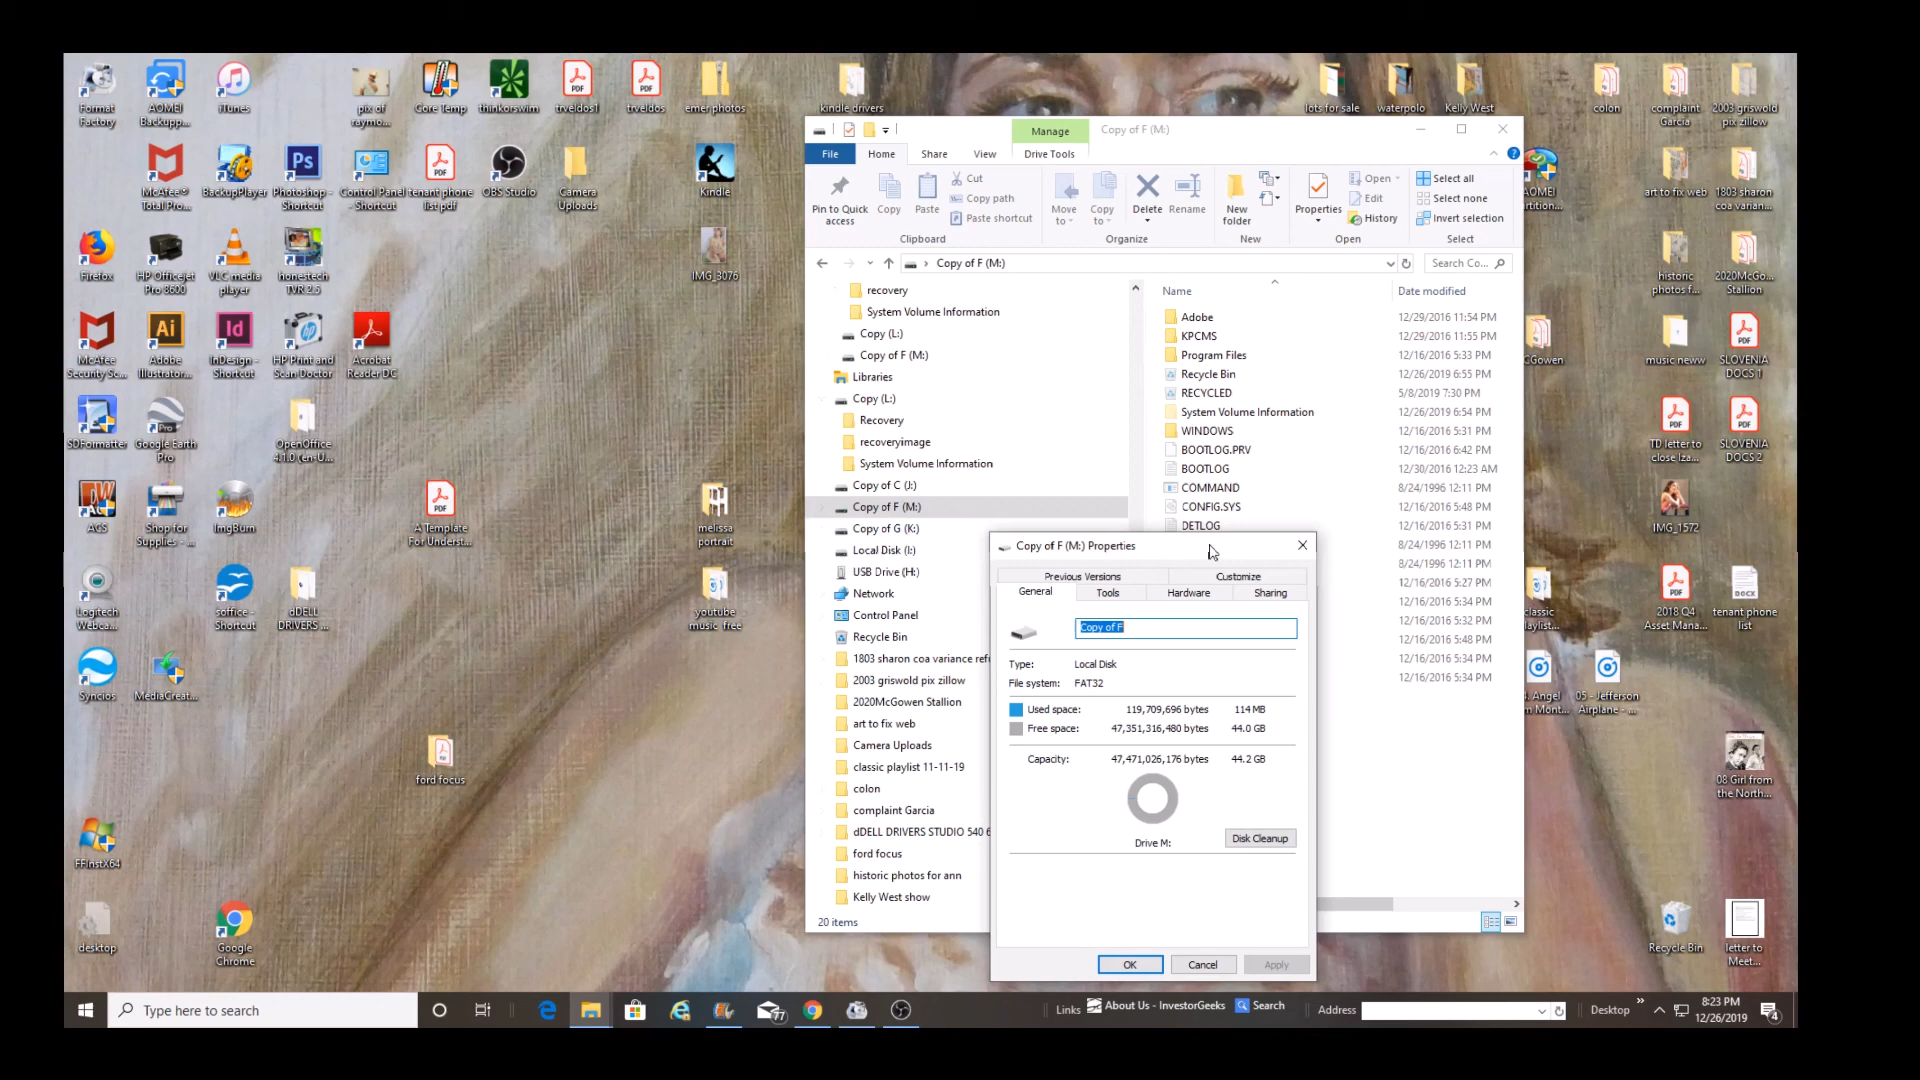 Format
Factory
AOMEI
Backupp...
iTunes
pix of
raymo...
Core Temp
thinkorswim
trveldos1
trveldos
emer photos
kindle drivers
lots for sale
waterpolo
Kelly West
colon
complaint
Garcia
2003 griswold
pix zillow
McAfee®
Total Pro...
BackupPlayer
Photoshop -
Shortcut
Control Panel
- Shortcut
tenant phone
list pdf
OBS Studio
Camera
Uploads
Kindle
AOMEI
artition...
art to fix web
1803 sharon
coa varian...
Firefox
HP Officejet
Pro 8600
VLC media
player
honestech
TVR 2.5
IMG_3076
historic
photos f...
2020McGo...
Stallion
McAfee
Security Sc...
Adobe
Illustrator...
InDesign -
Shortcut
HP Print and
Scan Doctor
Acrobat
Reader DC
CGowen
music neww
SLOVENIA
DOCS 1
SDFormatter
Google Earth
Pro
OpenOffice
4.1.0 (en-U...
TD letter to
close Iza...
SLOVENIA
DOCS 2
ACS
Shop for
Supplies - ...
ImgBurn
A Template
For Underst...
melissa
portrait
IMG_1572
Logitech
Webca...
soffice -
Shortcut
dDELL
DRIVERS ...
youtube
music free
classic
laylist...
2018 Q4
Asset Mana...
DOCX
tenant phone
list
Syncios
MediaCreat...
. Angel
m Mont...
05 - Jefferson
Airplane - ...
ford focus
08 Girl from
the North...
FFInstX64
desktop
Google
Chrome
Recycle Bin
letter to
Meet...
Manage
Copy of F (M:)
File
Home
Share
View
Drive Tools
Pin to Quick
access
Copy
Paste
Cut
Copy path
Paste shortcut
Move
to
Copy
to
Delete
Rename
New
folder
Properties
Open
Edit
History
Select all
Select none
Invert selection
Clipboard
Organize
New
Open
Select
Copy of F (M:)
Search Co...
recovery
System Volume Information
Copy (L:)
Copy of F (M:)
Libraries
Copy (L:)
Recovery
recoveryimage
System Volume Information
Copy of C (J:)
Copy of F (M:)
Copy of G (K:)
Local Disk (I:)
USB Drive (H:)
Network
Control Panel
Recycle Bin
1803 sharon coa variance refu
2003 griswold pix zillow
2020McGowen Stallion
art to fix web
Camera Uploads
classic playlist 11-11-19
colon
complaint Garcia
dDELL DRIVERS STUDIO 540 6
ford focus
historic photos for ann
Kelly West show
20 items
Name
Date modified
Adobe 12/29/2016 11:54 PM
KPCMS 12/29/2016 11:55 PM
Program Files 12/16/2016 5:33 PM
Recycle Bin 12/26/2019 6:55 PM
RECYCLED 5/8/2019 7:30 PM
System Volume Information 12/26/2019 6:54 PM
WINDOWS 12/16/2016 5:31 PM
BOOTLOG.PRV 12/16/2016 6:42 PM
BOOTLOG 12/30/2016 12:23 AM
COMMAND 8/24/1996 12:11 PM
CONFIG.SYS 12/16/2016 5:48 PM
DETLOG 12/16/2016 5:31 PM
8/24/1996 12:11 PM
8/24/1996 12:11 PM
12/16/2016 5:27 PM
12/16/2016 5:34 PM
12/16/2016 5:32 PM
12/16/2016 5:48 PM
12/16/2016 5:34 PM
12/16/2016 5:34 PM
Copy of F (M:) Properties
Previous Versions
Customize
General
Tools
Hardware
Sharing
Copy of F
Type: Local Disk
File system: FAT32
Used space: 119,709,696 bytes 114 MB
Free space: 47,351,316,480 bytes 44.0 GB
Capacity: 47,471,026,176 bytes 44.2 GB
Drive M:
Disk Cleanup
OK
Cancel
Apply
Type here to search
77
Links
About Us - InvestorGeeks
Search
Address
Desktop
8:23 PM
12/26/2019
4